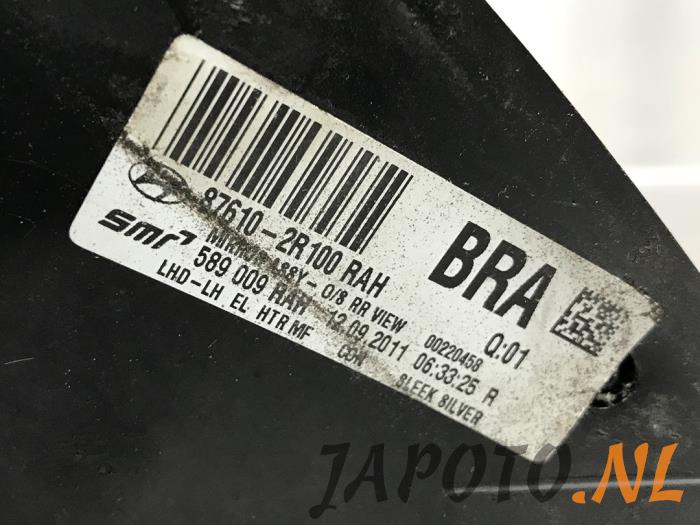 87610-2R100 RAH
BRA
smr
ASSY- O/S RR VIEW
00220458
Q:01
589 009 RAH 12.09.2011 06:33:25 R
LHD-LH EL HTR MF CDN SLEEK SILVER
JAPOTO.NL